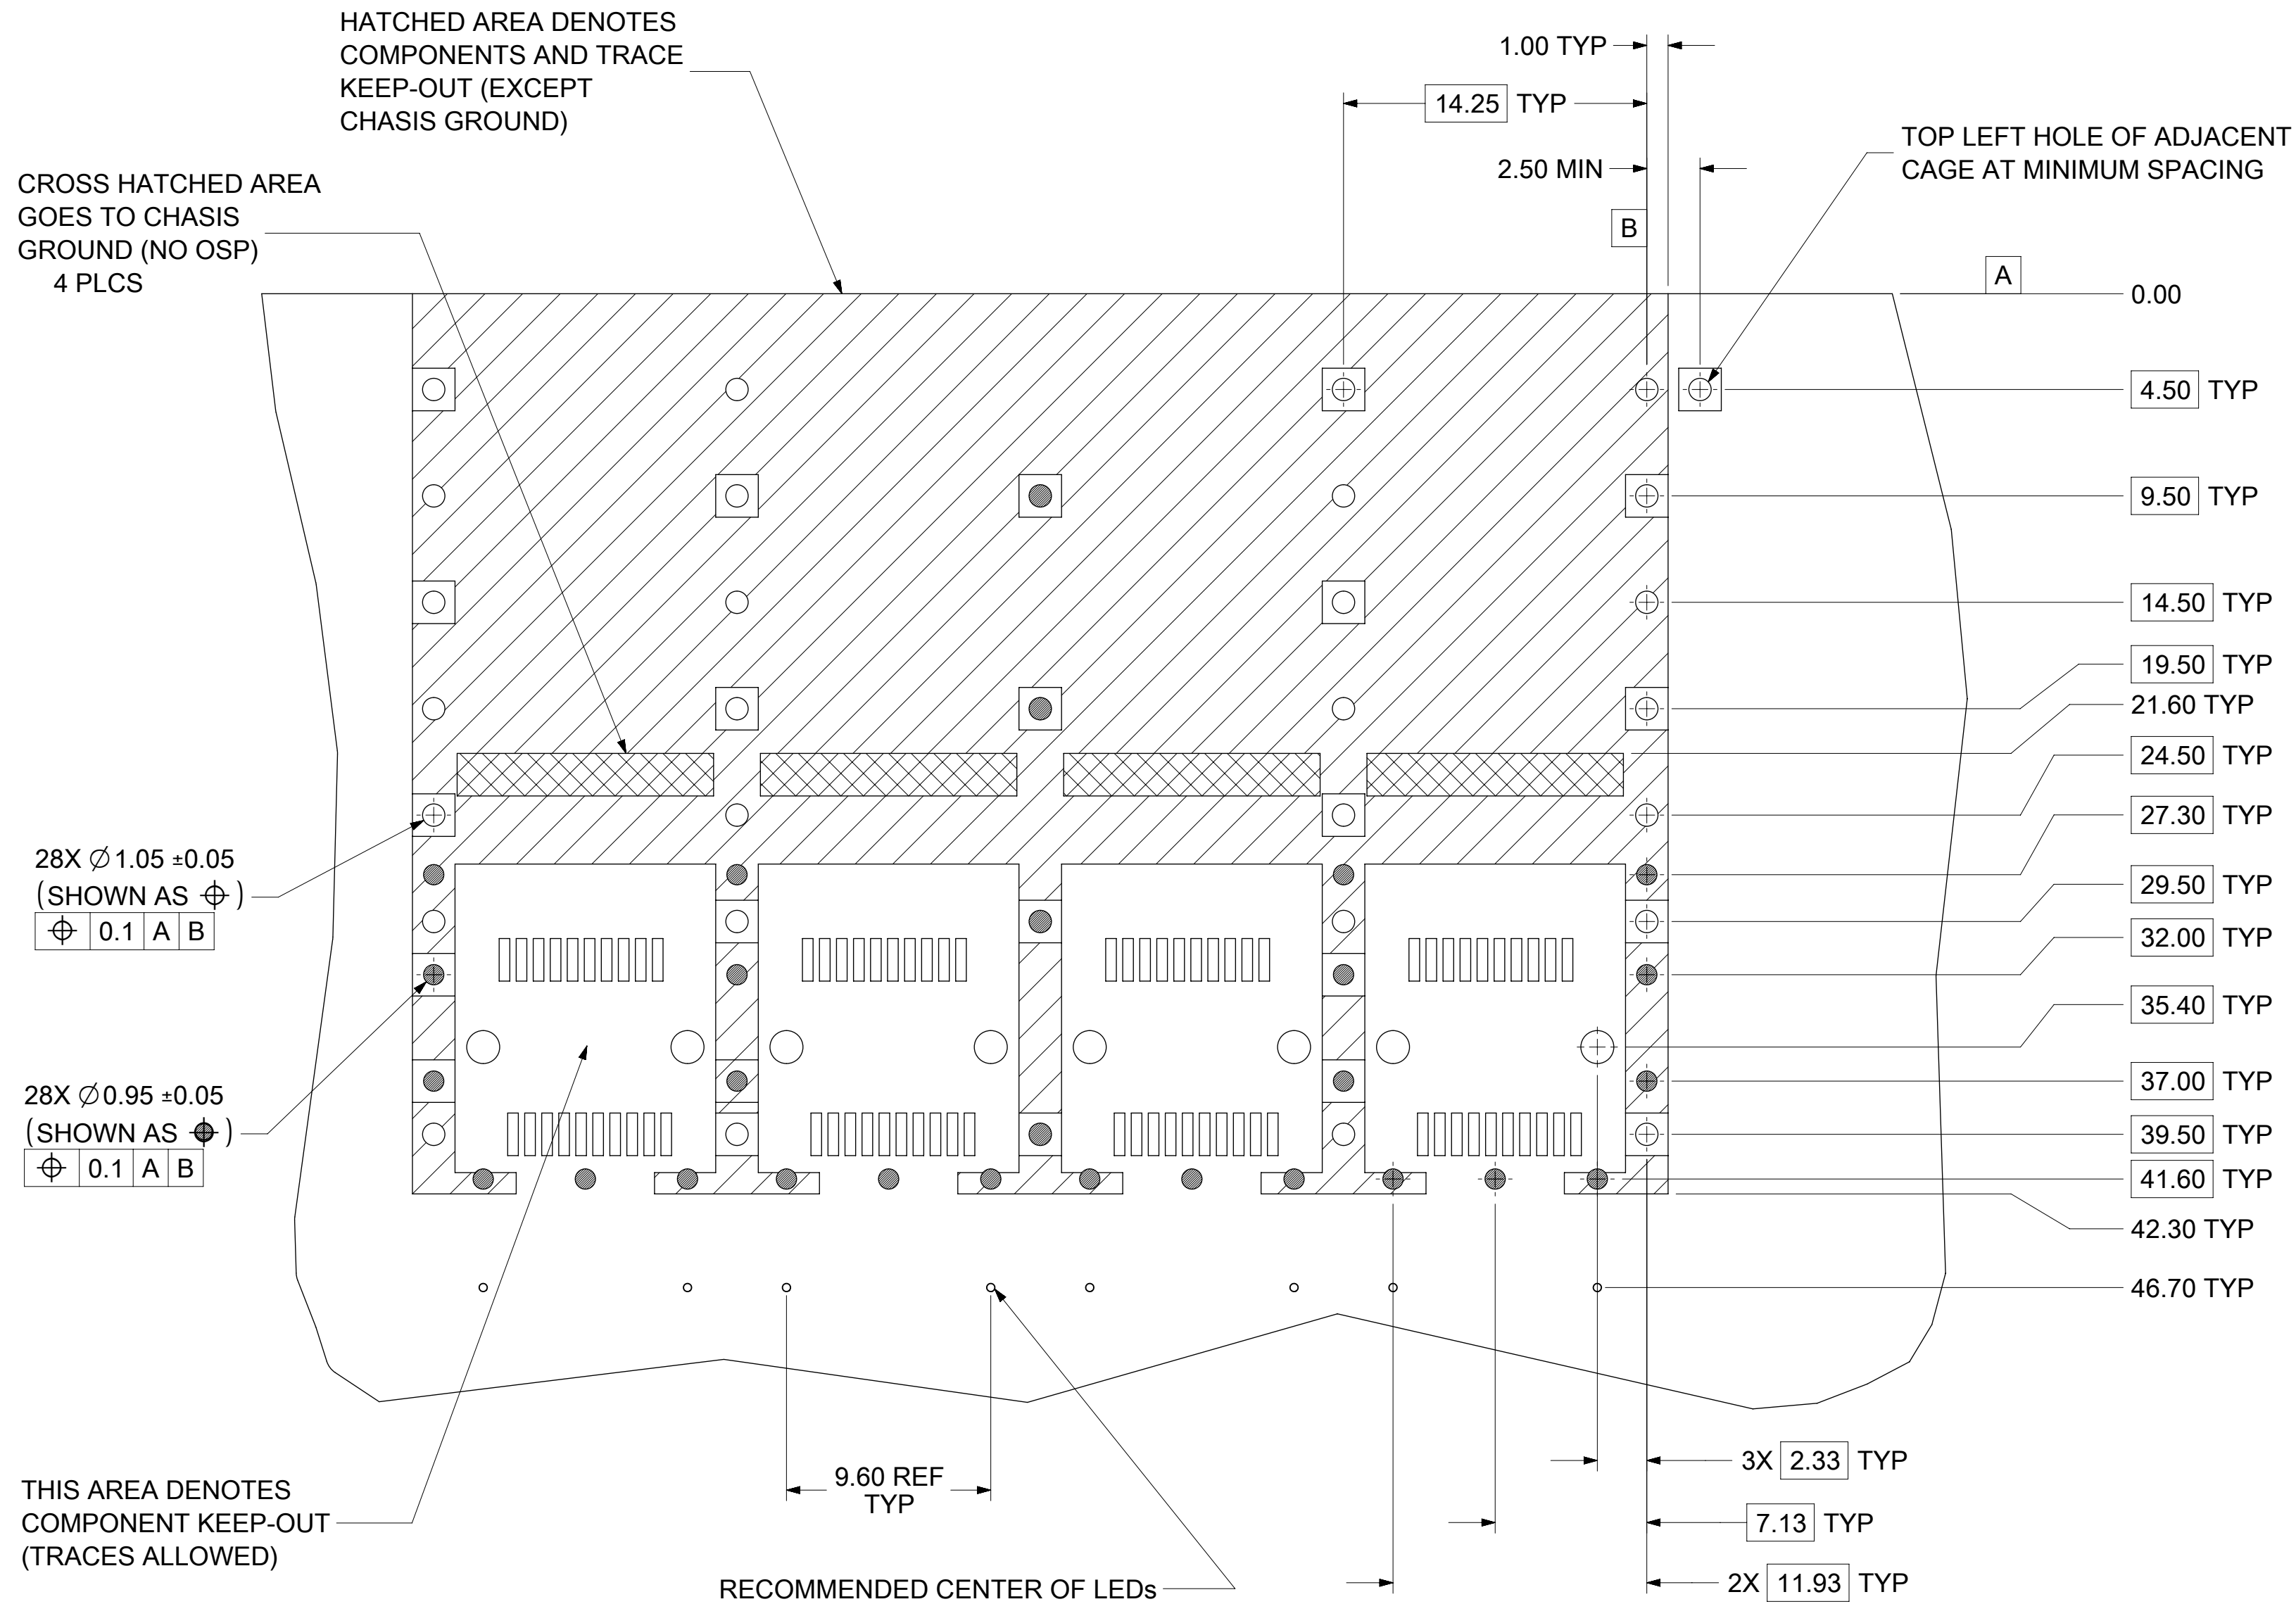 HATCHED AREA DENOTES
COMPONENTS AND TRACE
KEEP-OUT (EXCEPT
CHASIS GROUND)
1.00 TYP
14.25 TYP
2.50 MIN
TOP LEFT HOLE OF ADJACENT
CAGE AT MINIMUM SPACING
CROSS HATCHED AREA
GOES TO CHASIS
GROUND (NO OSP)
4 PLCS
B
A
0.00
4.50 TYP
9.50 TYP
14.50 TYP
19.50 TYP
21.60 TYP
24.50 TYP
27.30 TYP
29.50 TYP
32.00 TYP
35.40 TYP
37.00 TYP
39.50 TYP
41.60 TYP
42.30 TYP
46.70 TYP
28X ∅1.05 ±0.05
(SHOWN AS ⌖)
⌖ 0.1 A B
28X ∅0.95 ±0.05
(SHOWN AS ⌖)
⌖ 0.1 A B
THIS AREA DENOTES
COMPONENT KEEP-OUT
(TRACES ALLOWED)
9.60 REF
TYP
RECOMMENDED CENTER OF LEDs
3X 2.33 TYP
7.13 TYP
2X 11.93 TYP